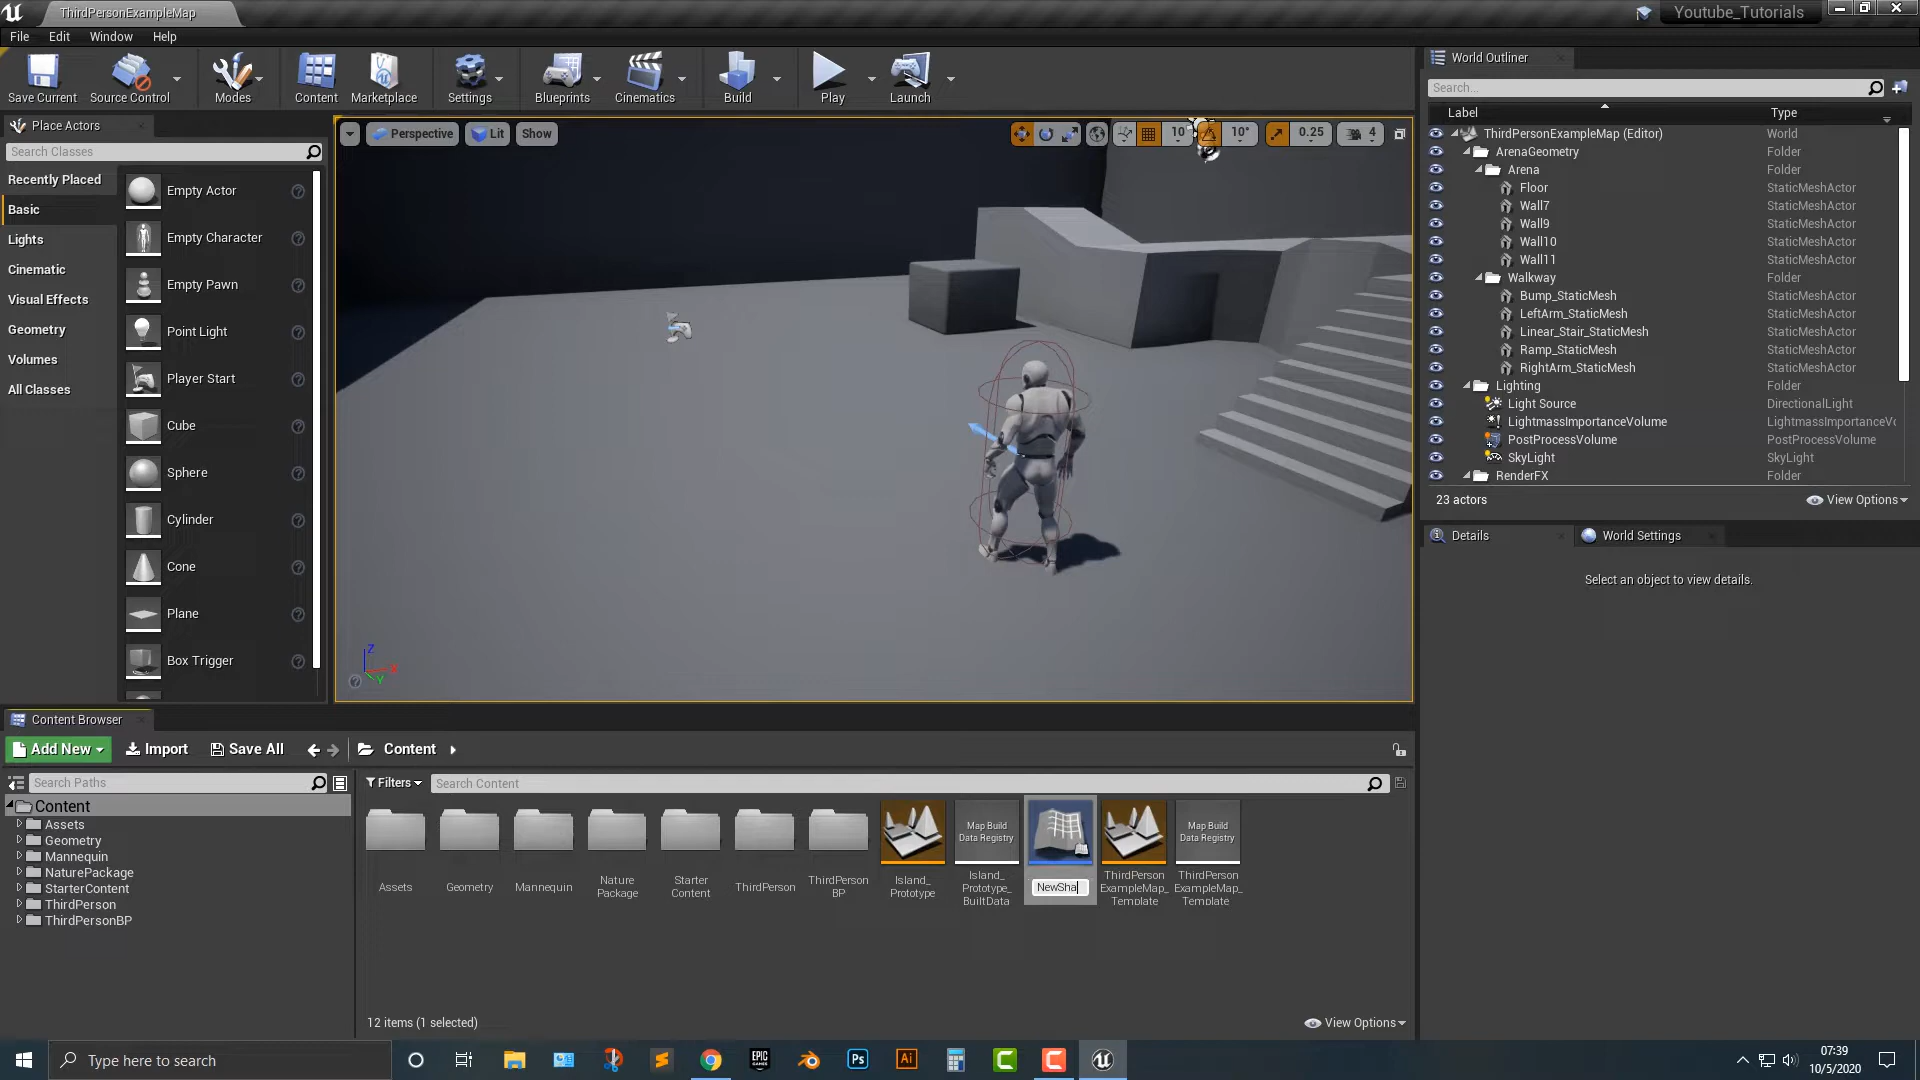 ThirdPersonExampleMap
Youtube_Tutorials
File Edit Window Help
Save Current
Source Control
Modes
Content
Marketplace
Settings
Blueprints
Cinematics
Build
Play
Launch
Place Actors
Search Classes
Recently Placed
Basic
Lights
Cinematic
Visual Effects
Geometry
Volumes
All Classes
Empty Actor
Empty Character
Empty Pawn
Point Light
Player Start
Cube
Sphere
Cylinder
Cone
Plane
Box Trigger
Perspective
Lit
Show
10
10°
0.25
4
Z
X
Y
World Outliner
Search...
Label Type
ThirdPersonExampleMap (Editor) World
ArenaGeometry Folder
Arena Folder
Floor StaticMeshActor
Wall7 StaticMeshActor
Wall9 StaticMeshActor
Wall10 StaticMeshActor
Wall11 StaticMeshActor
Walkway Folder
Bump_StaticMesh StaticMeshActor
LeftArm_StaticMesh StaticMeshActor
Linear_Stair_StaticMesh StaticMeshActor
Ramp_StaticMesh StaticMeshActor
RightArm_StaticMesh StaticMeshActor
Lighting Folder
Light Source DirectionalLight
LightmassImportanceVolume LightmassImportanceVo
PostProcessVolume PostProcessVolume
SkyLight SkyLight
RenderFX Folder
23 actors
View Options
Details
World Settings
Select an object to view details.
Content Browser
Add New
Import
Save All
Content
Search Paths
Content
Assets
Geometry
Mannequin
NaturePackage
StarterContent
ThirdPerson
ThirdPersonBP
Filters
Search Content
Assets
Geometry
Mannequin
Nature
Package
Starter
Content
ThirdPerson
ThirdPerson
BP
Island_
Prototype
Map Build
Data Registry
Island_
Prototype_
BuiltData
NewSha
ThirdPerson
ExampleMap_
Template
Map Build
Data Registry
ThirdPerson
ExampleMap_
Template
12 items (1 selected)
View Options
Type here to search
EPIC
GAMES
Ps
Ai
07:39
10/5/2020